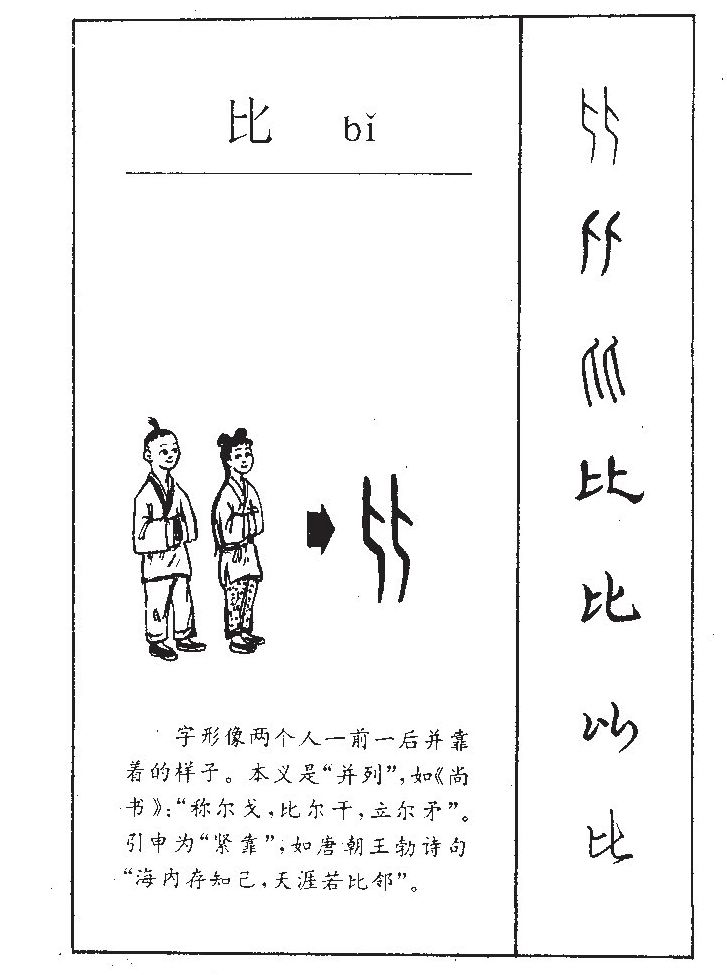 比 bǐ
字形像两个人一前一后并靠
着的样子。本义是“并列”,如《尚
书》:“称尔戈,比尔干,立尔矛”。
引申为“紧靠”,如唐朝王勃诗句
“海内存知己,天涯若比邻”。
比
比
比
比